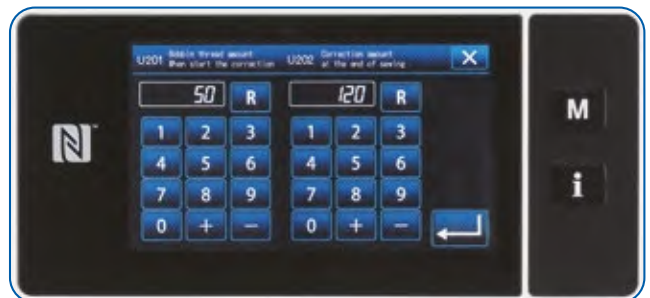 U201 Bobbin thread amount
When start the correction
U202 Correction amount
at the end of sewing
50 R
120 R
1 2 3
4 5 6
7 8 9
0 + −
1 2 3
4 5 6
7 8 9
0 + −
N
M
i